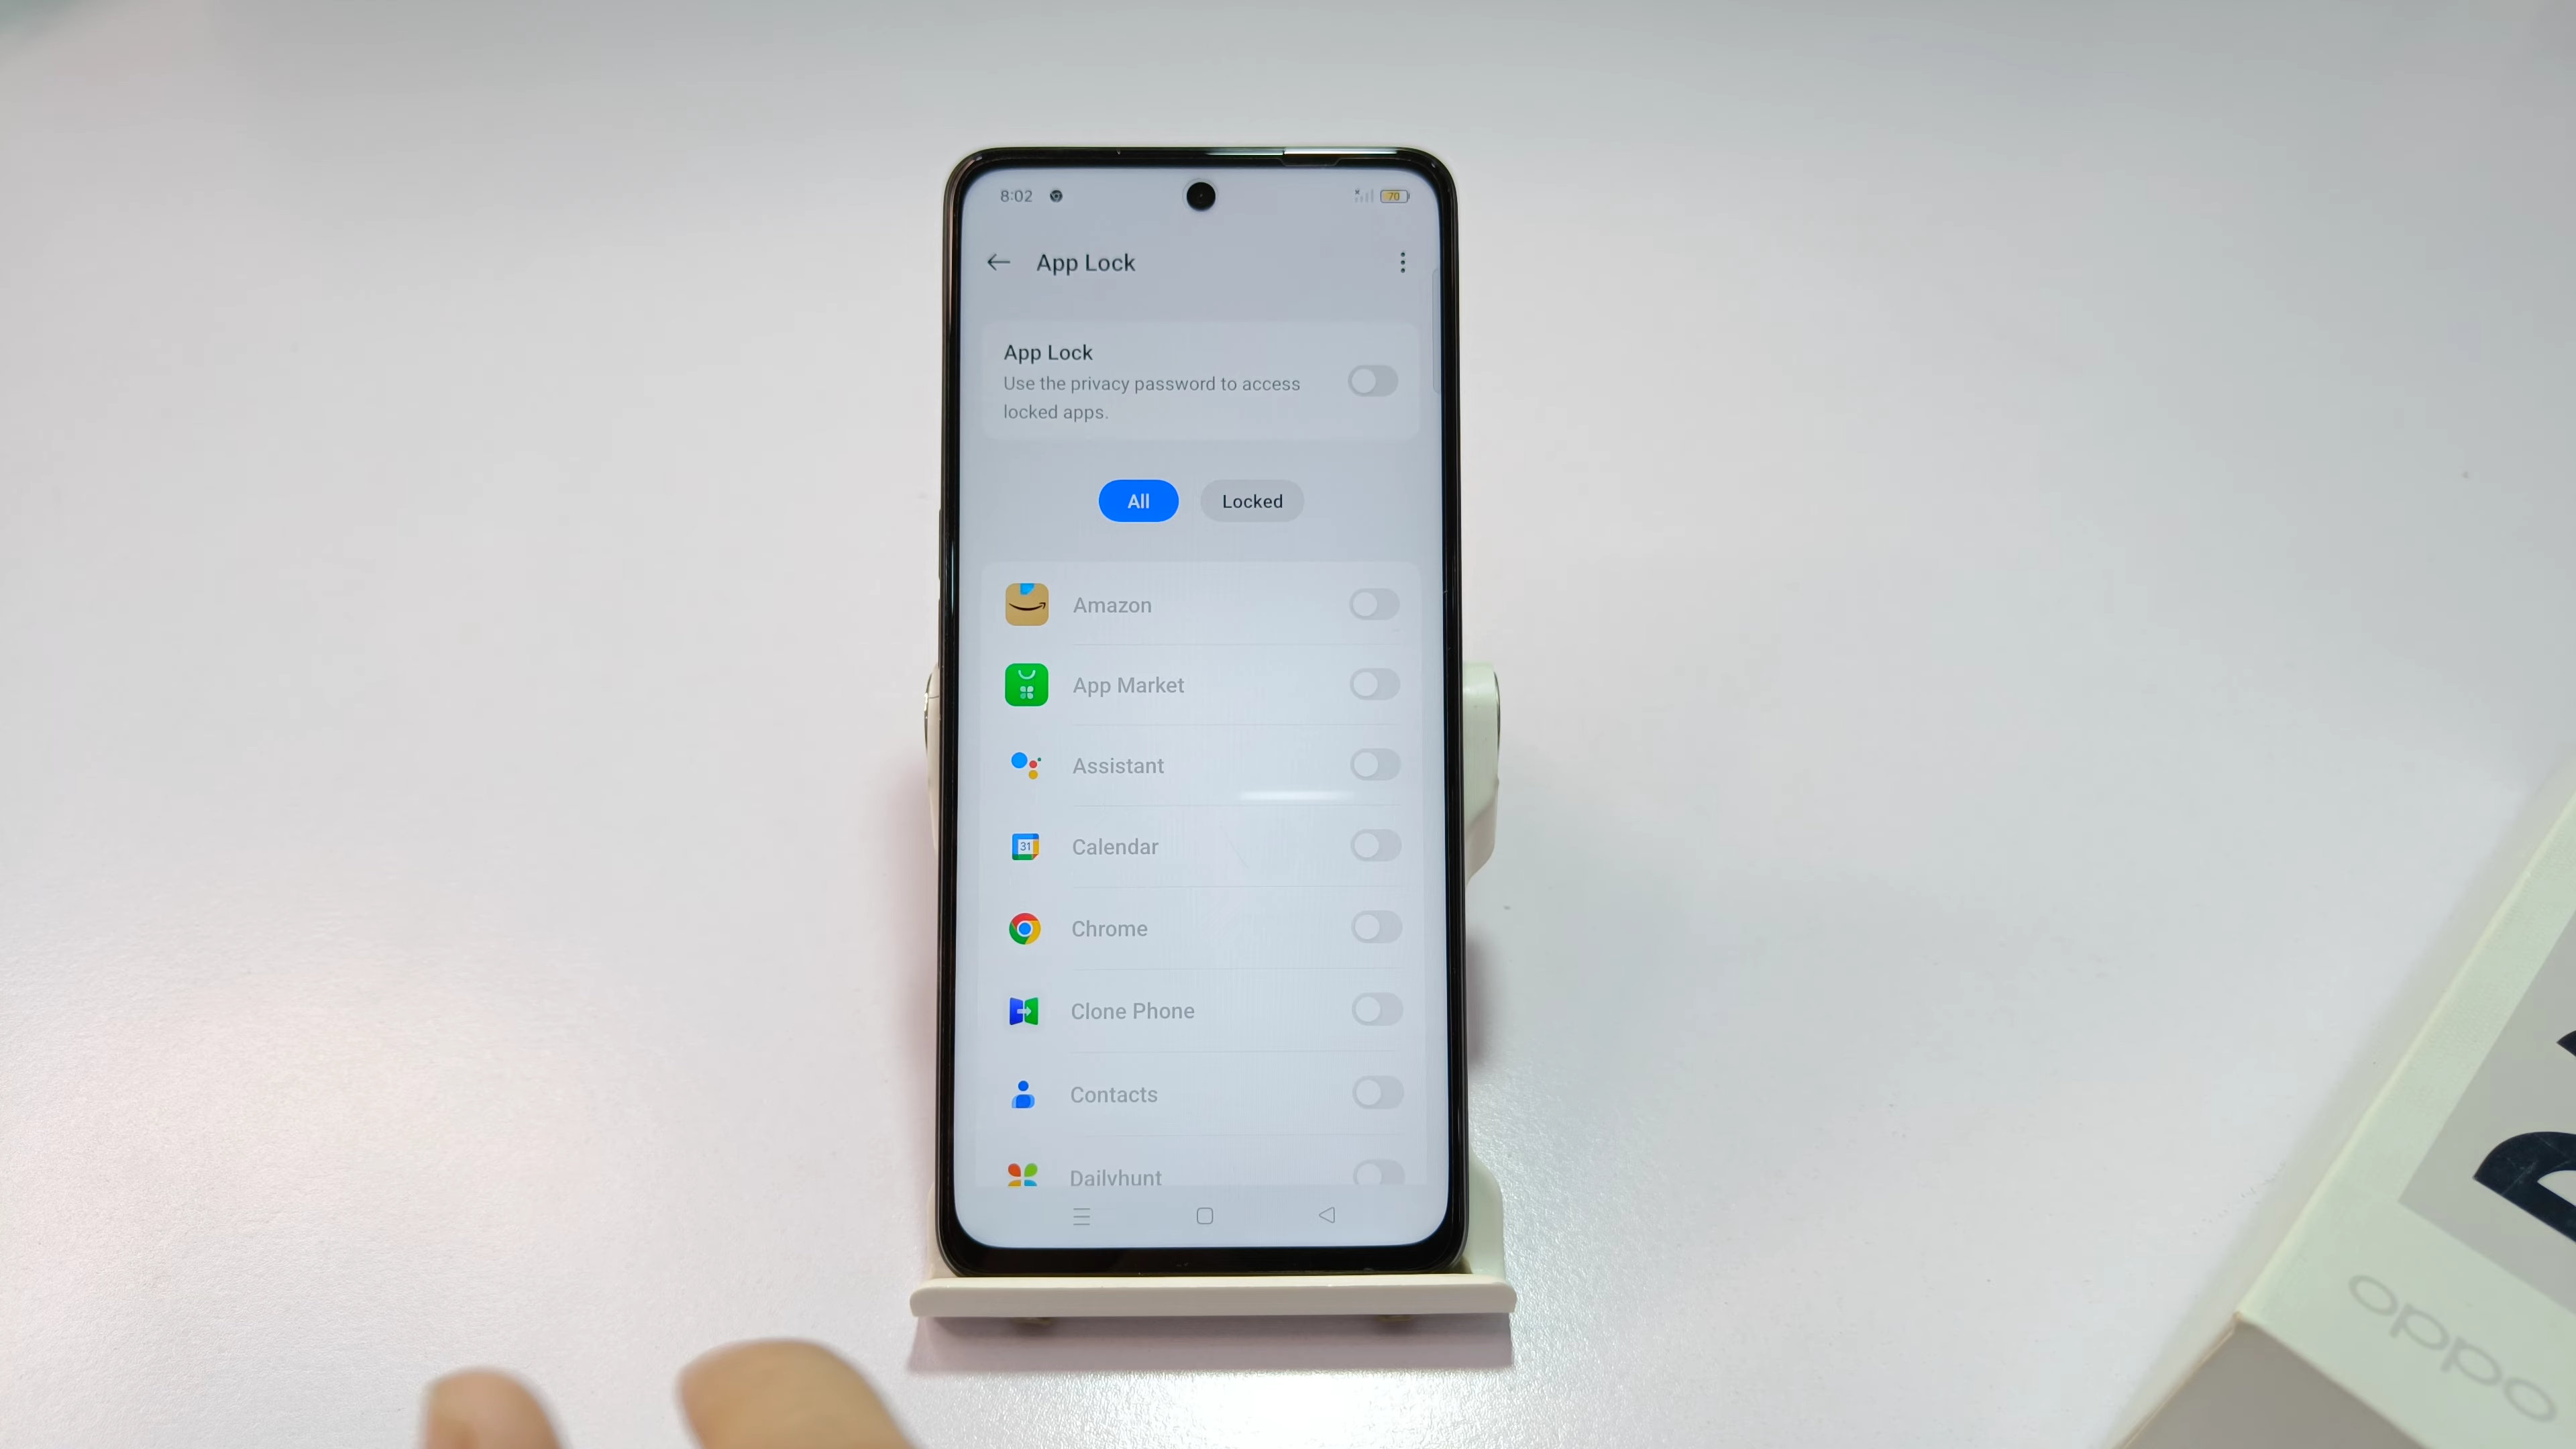 8:02
70
App Lock
App Lock
Use the privacy password to access
locked apps.
All
Locked
Amazon
App Market
Assistant
31
Calendar
Chrome
Clone Phone
Contacts
Dailyhunt
oppo